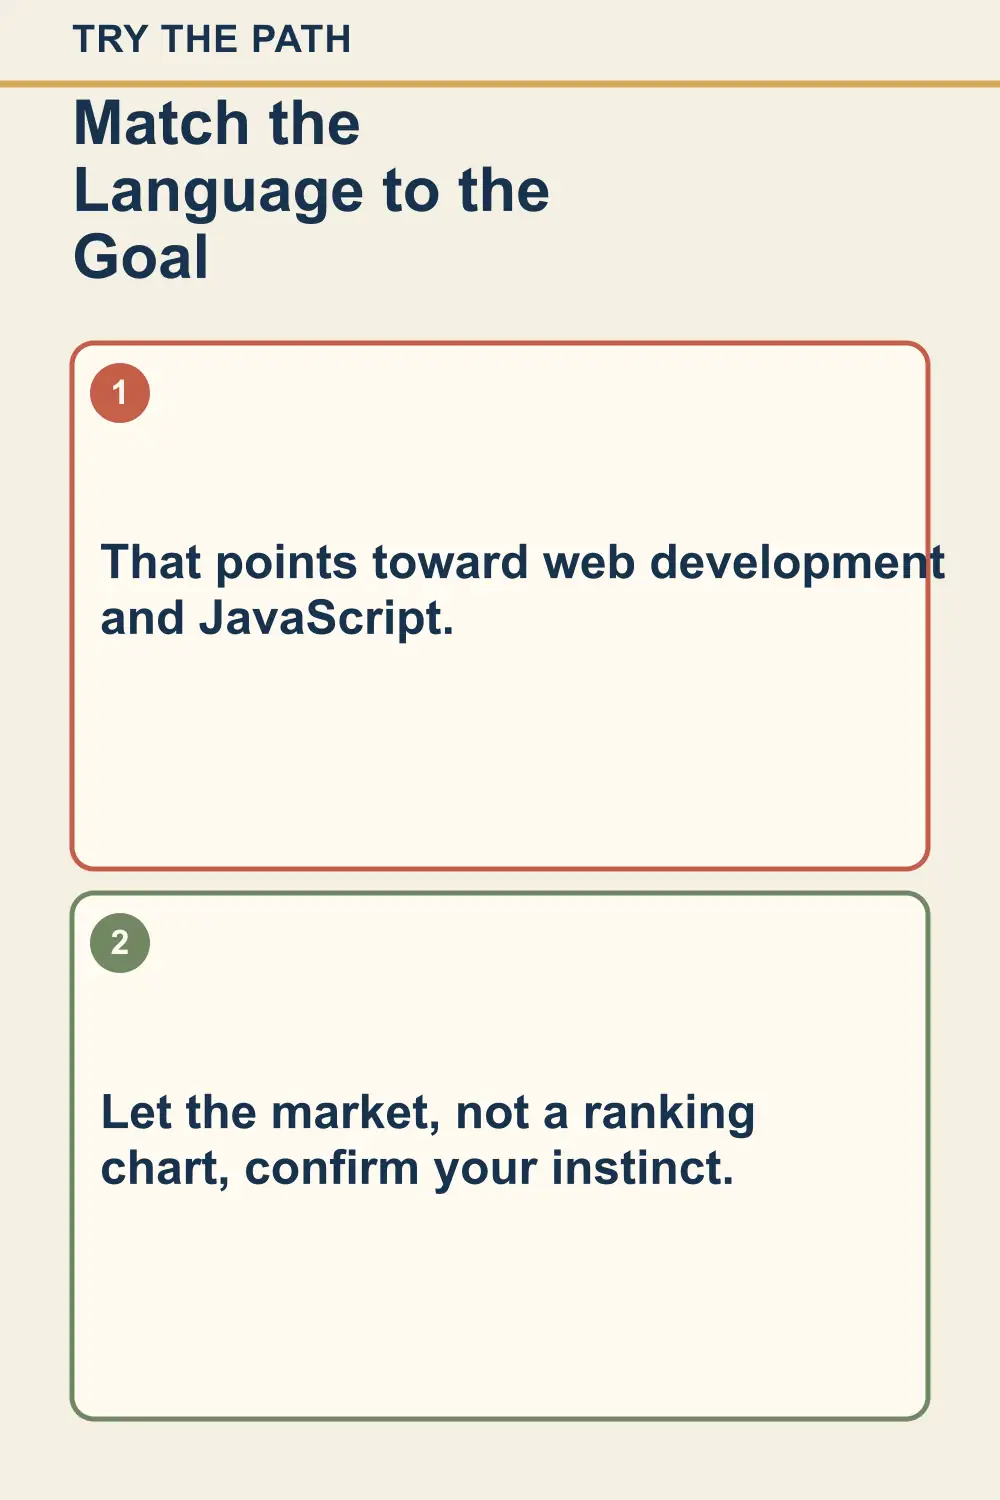 TRY THE PATH
Match the
Language to the
Goal
1
That points toward web development
and JavaScript.
2
Let the market, not a ranking
chart, confirm your instinct.